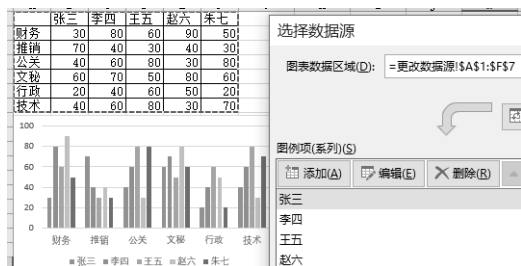 张三 李四 王五 赵六 朱七
财务 30 80 60 90 50
推销 70 40 30 40 30
公关 40 60 80 30 80
文秘 60 70 50 80 60
行政 20 40 60 50 20
技术 40 60 80 30 70
100
80
60
40
20
0
财务 推销 公关 文秘 行政 技术
■张三 ■李四 ■王五 ■赵六 ■朱七
选择数据源
图表数据区域(D): =更改数据源!$A$1:$F$7
图例项(系列)(S)
添加(A) 编辑(E) 删除(R)
张三
李四
王五
赵六